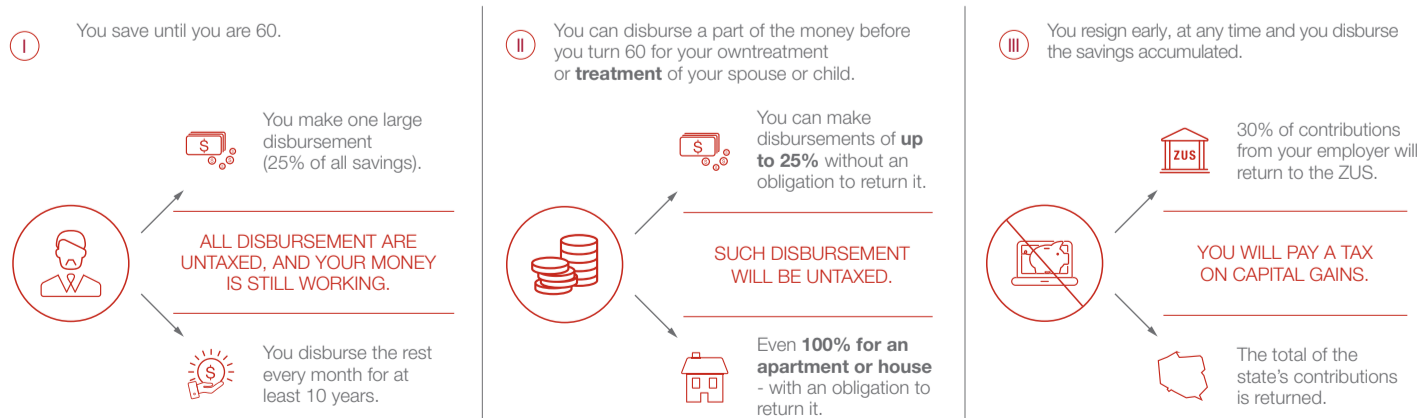 I
You save until you are 60.
$
You make one large
disbursement
(25% of all savings).
ALL DISBURSEMENT ARE
UNTAXED, AND YOUR MONEY
IS STILL WORKING.
$
You disburse the rest
every month for at
least 10 years.
II
You can disburse a part of the money before
you turn 60 for your owntreatment
or treatment of your spouse or child.
$
You can make
disbursements of up
to 25% without an
obligation to return it.
SUCH DISBURSEMENT
WILL BE UNTAXED.
Even 100% for an
apartment or house
- with an obligation to
return it.
III
You resign early, at any time and you disburse
the savings accumulated.
ZUS
30% of contributions
from your employer will
return to the ZUS.
YOU WILL PAY A TAX
ON CAPITAL GAINS.
The total of the
state's contributions
is returned.